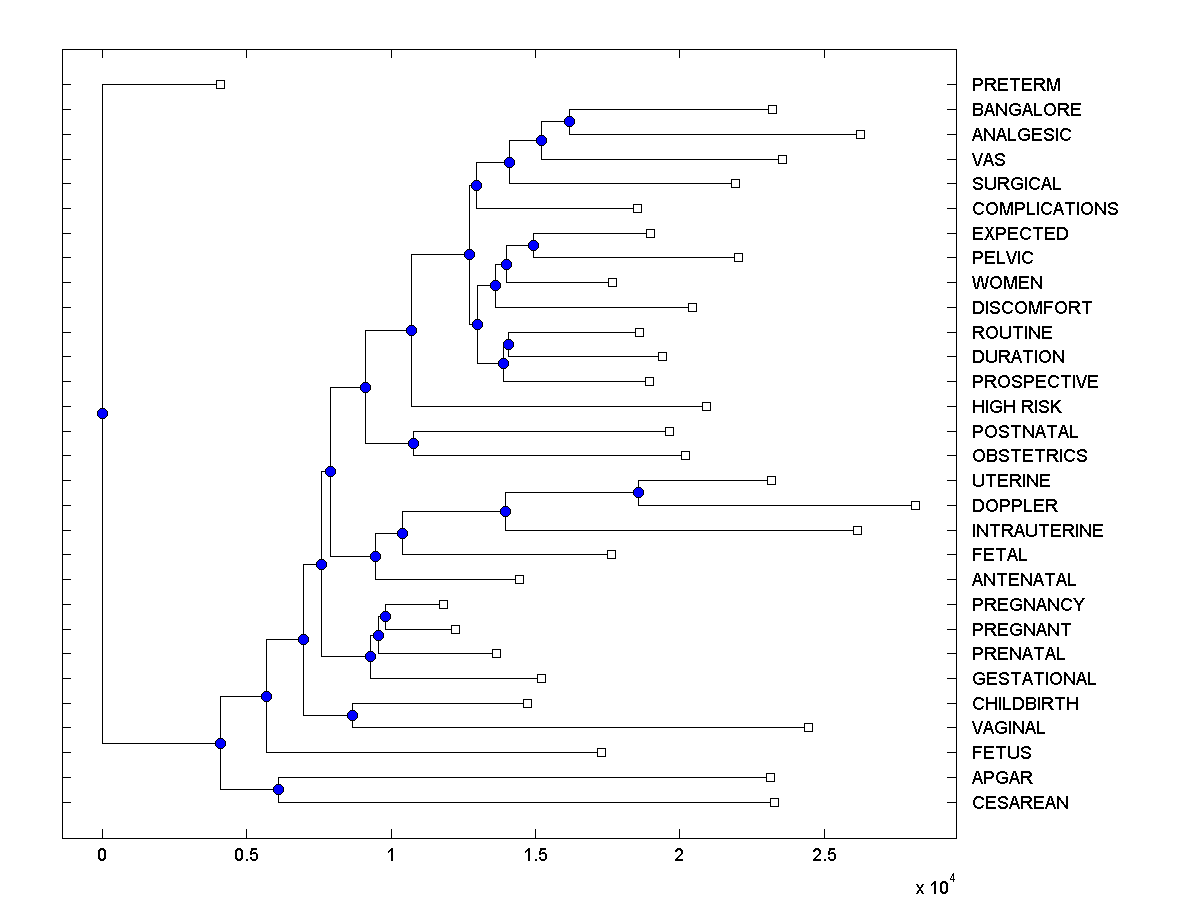 PRETERM
BANGALORE
ANALGESIC
VAS
SURGICAL
COMPLICATIONS
EXPECTED
PELVIC
WOMEN
DISCOMFORT
ROUTINE
DURATION
PROSPECTIVE
HIGH RISK
POSTNATAL
OBSTETRICS
UTERINE
DOPPLER
INTRAUTERINE
FETAL
ANTENATAL
PREGNANCY
PREGNANT
PRENATAL
GESTATIONAL
CHILDBIRTH
VAGINAL
FETUS
APGAR
CESAREAN
0 0.5 1 1.5 2 2.5
x 10^4